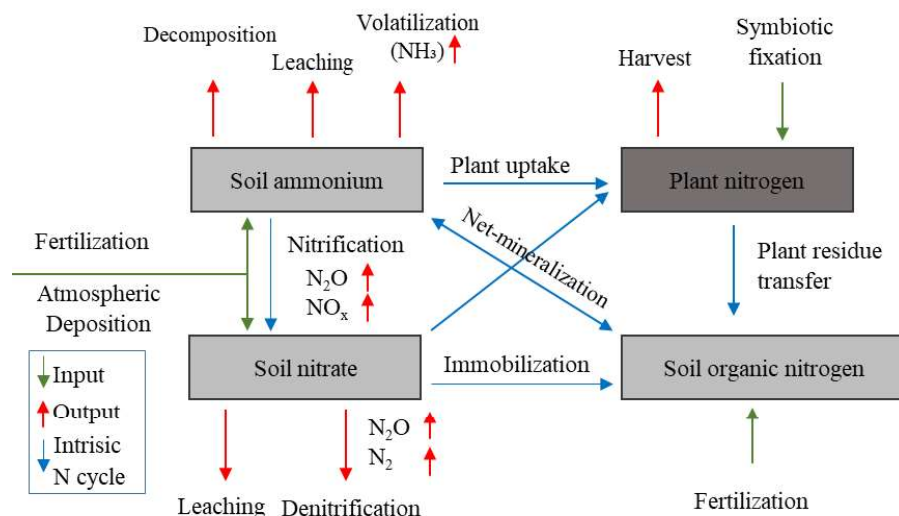 Decomposition
Leaching
Volatilization
(NH₃)
Harvest
Symbiotic
fixation
Soil ammonium
Plant uptake
Plant nitrogen
Fertilization
Atmospheric
Deposition
Nitrification
N₂O
NOₓ
Net-mineralization
Plant residue
transfer
Soil nitrate
Immobilization
Soil organic nitrogen
Input
Output
Intrisic
N cycle
N₂O
N₂
Leaching
Denitrification
Fertilization